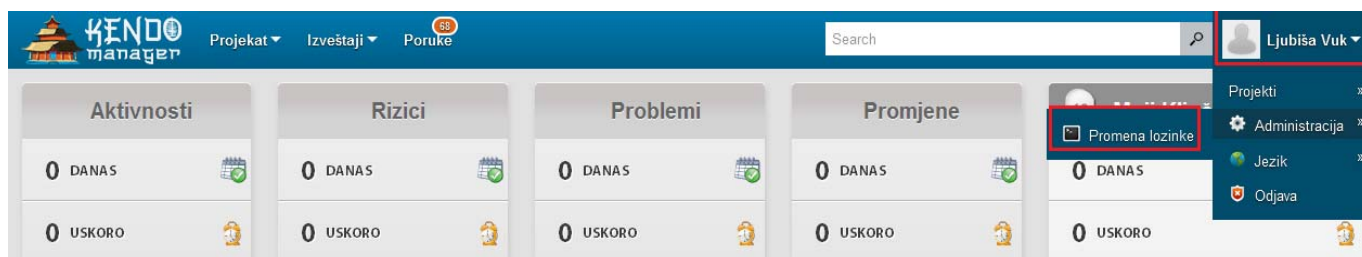 KENDO
manager
Projekat
Izveštaji
Poruke
68
Search
Ljubiša Vuk
Projekti
Administracija
Jezik
Odjava
Promena lozinke
Aktivnosti
Rizici
Problemi
Promjene
0 DANAS
0 DANAS
0 DANAS
0 DANAS
0 DANAS
0 USKORO
0 USKORO
0 USKORO
0 USKORO
0 USKORO